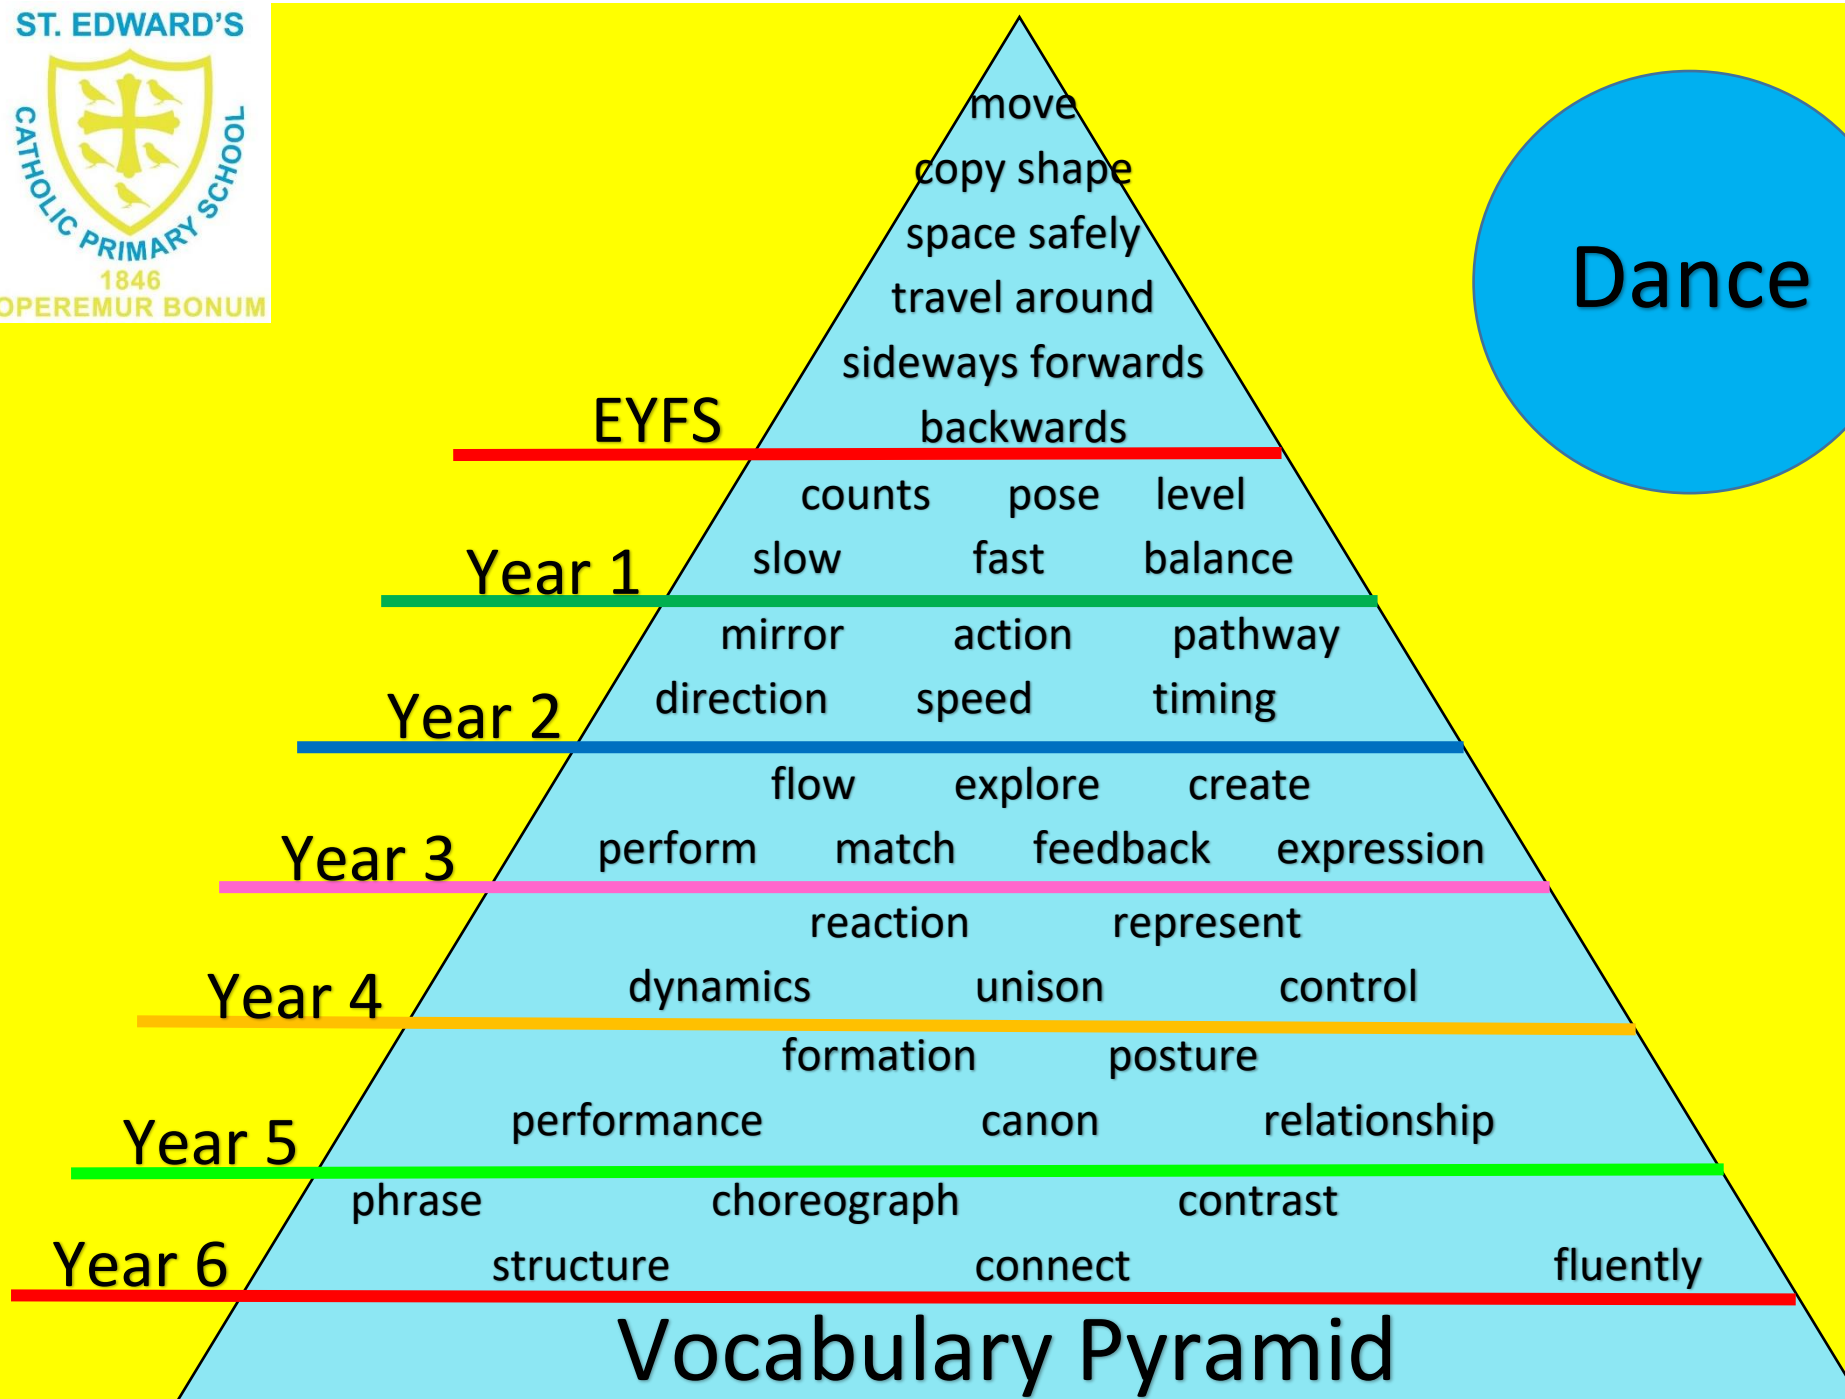 ST. EDWARD'S
CATHOLIC PRIMARY SCHOOL
1846
OPEREMUR BONUM
Dance
move
copy shape
space safely
travel around
sideways forwards
EYFS backwards
counts pose level
Year 1 slow fast balance
mirror action pathway
Year 2 direction speed timing
flow explore create
Year 3 perform match feedback expression
reaction represent
Year 4 dynamics unison control
formation posture
Year 5 performance canon relationship
phrase choreograph contrast
Year 6 structure connect fluently
Vocabulary Pyramid